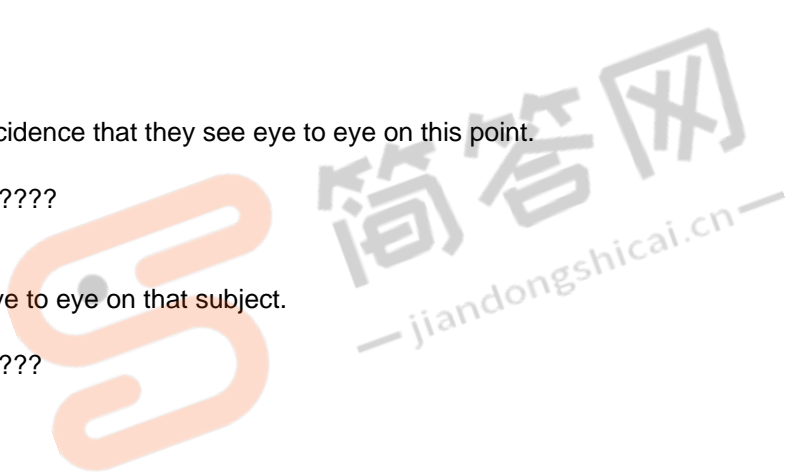 cidence that they see eye to eye on this point.
????
ye to eye on that subject.
???
简答网
jiandongshicai.cn